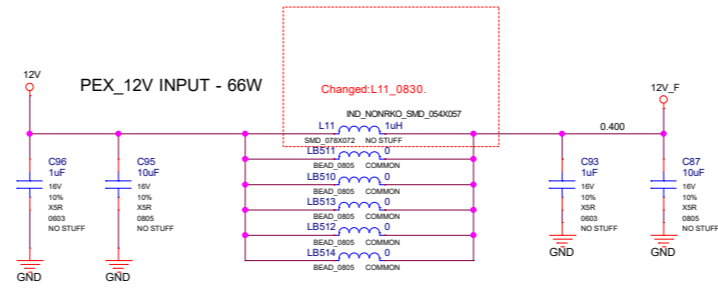 12V
PEX_12V INPUT - 66W
Changed:L11_0830.
12V_F
IND_NONRKO_SMD_054X057
L11 1uH
0.400
SMD_078X072 NO STUFF
LB511 0
BEAD_0805 COMMON
LB510 0
BEAD_0805 COMMON
LB513 0
BEAD_0805 COMMON
LB512 0
BEAD_0805 COMMON
LB514 0
BEAD_0805 COMMON
C96
1uF
16V
10%
X5R
0603
NO STUFF
GND
C95
10uF
16V
10%
X5R
0805
NO STUFF
GND
C93
1uF
16V
10%
X5R
0603
NO STUFF
GND
C87
10uF
16V
10%
X5R
0805
NO STUFF
GND